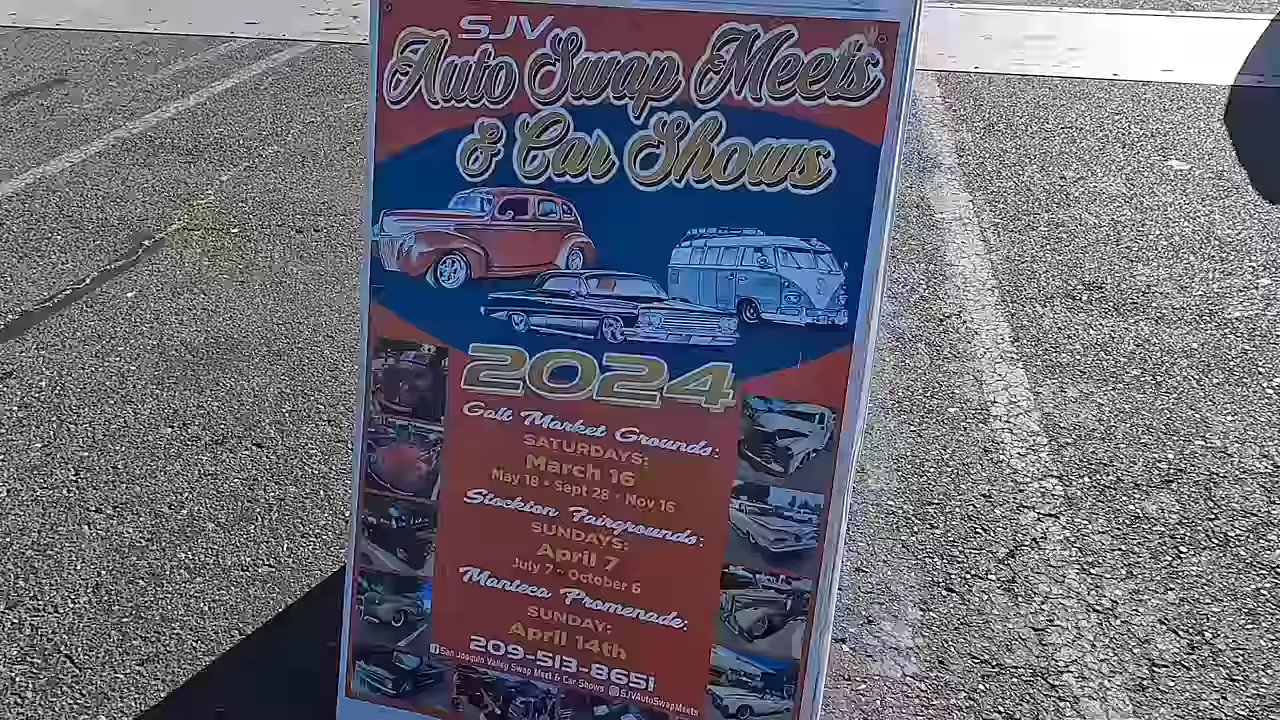 SJV
Auto Swap Meets
& Car Shows
2024
Galt Market Grounds:
SATURDAYS:
March 16
May 18 • Sept 28 • Nov 16
Stockton Fairgrounds:
SUNDAYS:
April 7
July 7 • October 6
Manteca Promenade:
SUNDAY:
April 14th
209-513-8651
San Joaquin Valley Swap Meet & Car Shows SJVAutoSwapMeets